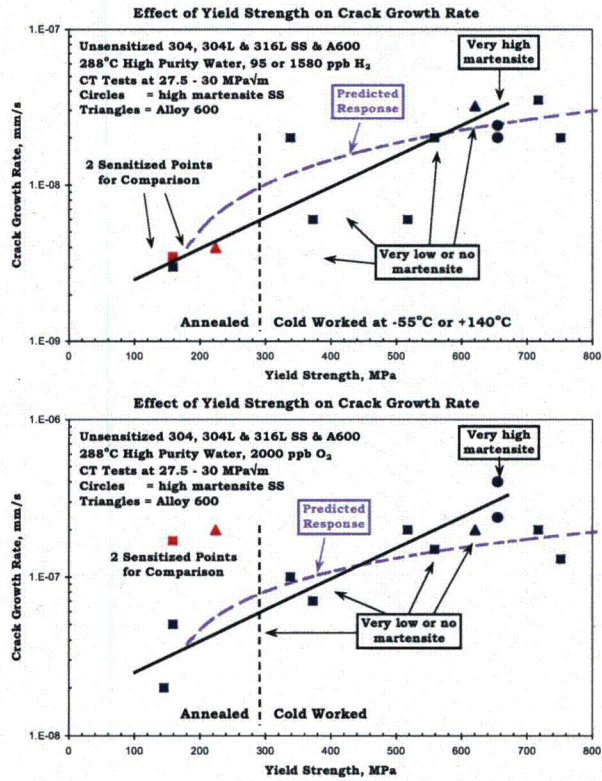 Effect of Yield Strength on Crack Growth Rate
1.E-07
Unsensitized 304, 304L & 316L SS & A600
288°C High Purity Water, 95 or 1580 ppb H₂
CT Tests at 27.5 - 30 MPa√m
Circles = high martensite SS
Triangles = Alloy 600
Very high
martensite
Predicted
Response
2 Sensitized Points
for Comparison
1.E-08
Crack Growth Rate, mm/s
Very low or no
martensite
Annealed
Cold Worked at -55°C or +140°C
1.E-09
0 100 200 300 400 500 600 700 800
Yield Strength, MPa
Effect of Yield Strength on Crack Growth Rate
1.E-06
Unsensitized 304, 304L & 316L SS & A600
288°C High Purity Water, 2000 ppb O₂
CT Tests at 27.5 - 30 MPa√m
Circles = high martensite SS
Triangles = Alloy 600
Very high
martensite
Predicted
Response
2 Sensitized Points
for Comparison
1.E-07
Crack Growth Rate, mm/s
Very low or no
martensite
Annealed
Cold Worked
1.E-08
0 100 200 300 400 500 600 700 800
Yield Strength, MPa